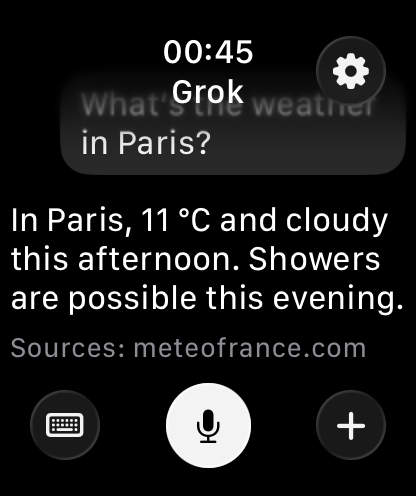 00:45
Grok
What's the weather
in Paris?
In Paris, 11 °C and cloudy
this afternoon. Showers
are possible this evening.
Sources: meteofrance.com